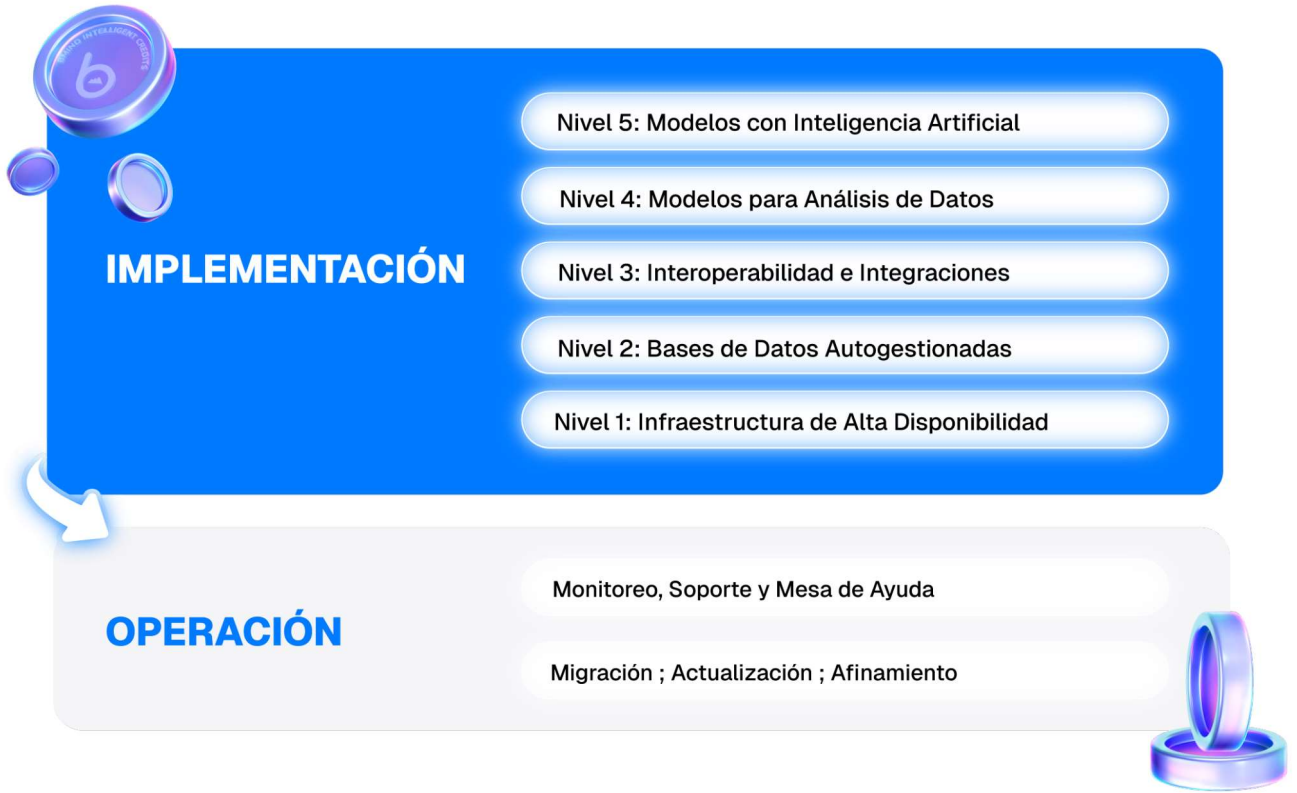 INTELLIGENT CREDITS
b
Nivel 5: Modelos con Inteligencia Artificial
Nivel 4: Modelos para Análisis de Datos
IMPLEMENTACIÓN
Nivel 3: Interoperabilidad e Integraciones
Nivel 2: Bases de Datos Autogestionadas
Nivel 1: Infraestructura de Alta Disponibilidad
Monitoreo, Soporte y Mesa de Ayuda
OPERACIÓN
Migración ; Actualización ; Afinamiento